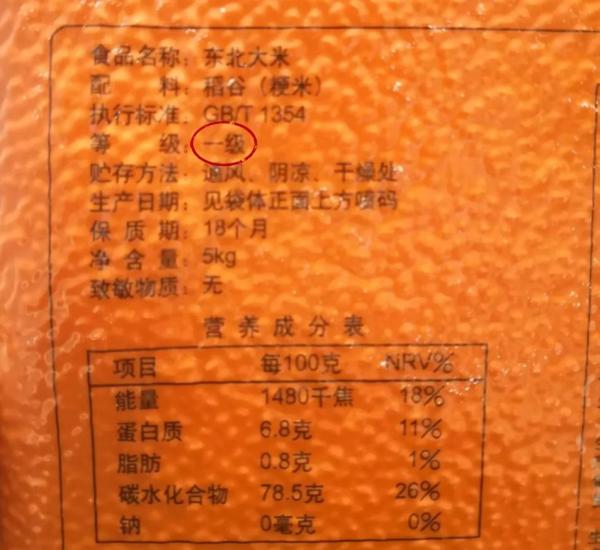 食品名称：东北大米
配 料：稻谷（粳米）
执行标准：GB/T 1354
等 级：一级
贮存方法：通风、阴凉、干燥处
生产日期：见袋体正面上方喷码
保 质 期：18个月
净 含 量：5kg
致敏物质：无
营养成分表
项目 每100克 NRV%
能量 1480千焦 18%
蛋白质 6.8克 11%
脂肪 0.8克 1%
碳水化合物 78.5克 26%
钠 0毫克 0%